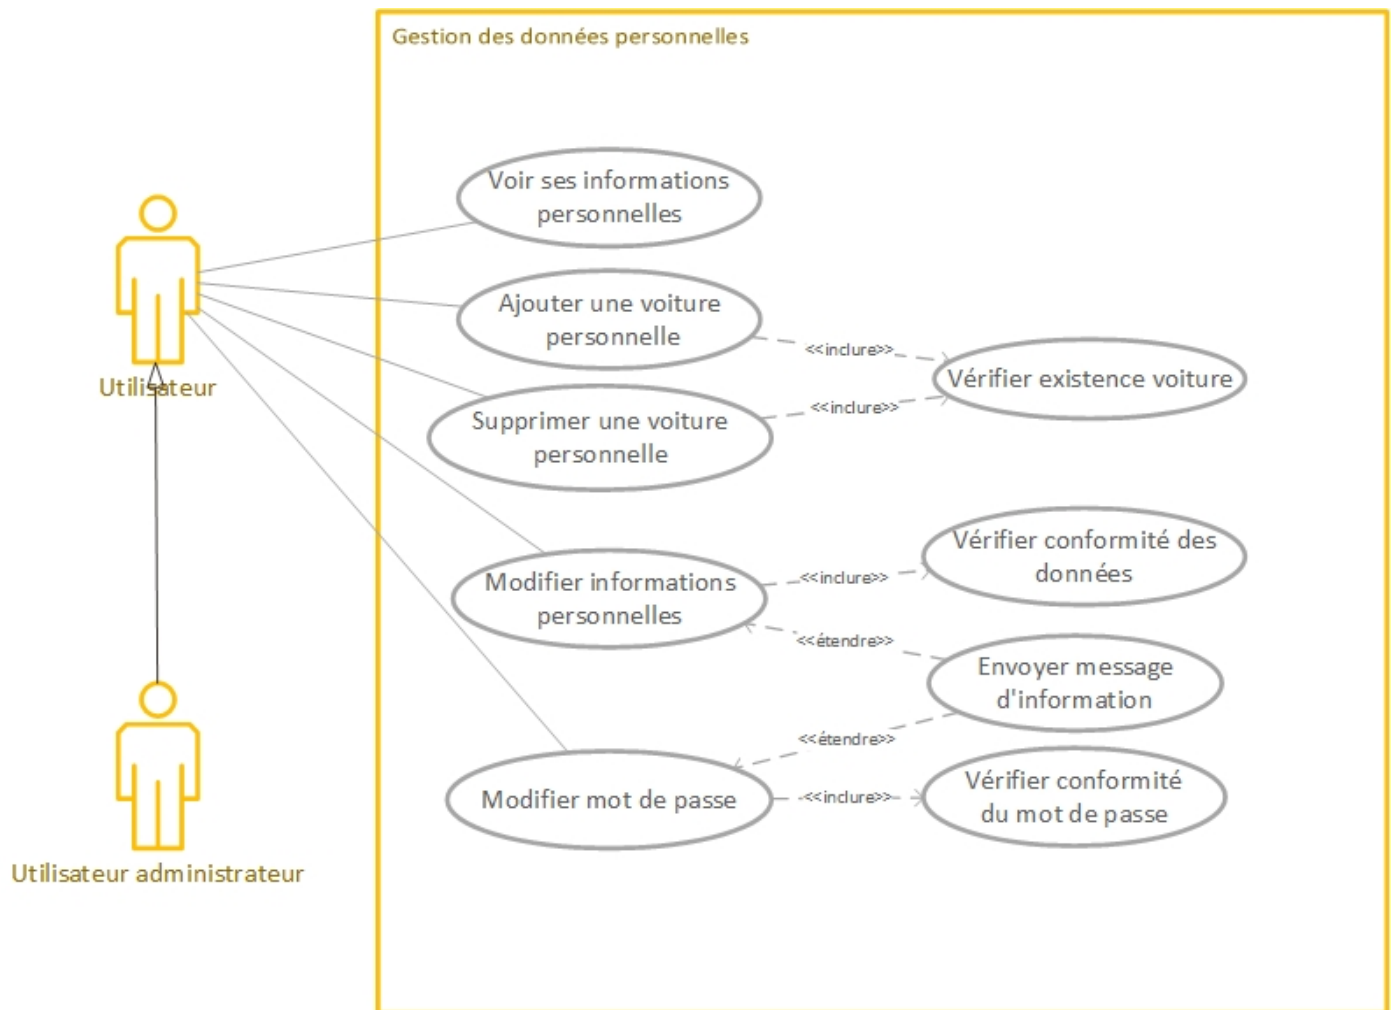 Gestion des données personnelles
Voir ses informations
personnelles
Ajouter une voiture
personnelle
<<inclure>>
Vérifier existence voiture
Utilisateur
<<inclure>>
Supprimer une voiture
personnelle
Vérifier conformité des
données
Modifier informations
personnelles
<<inclure>>
<<étendre>>
Envoyer message
d'information
<<étendre>>
Modifier mot de passe
<<inclure>>
Vérifier conformité
du mot de passe
Utilisateur administrateur